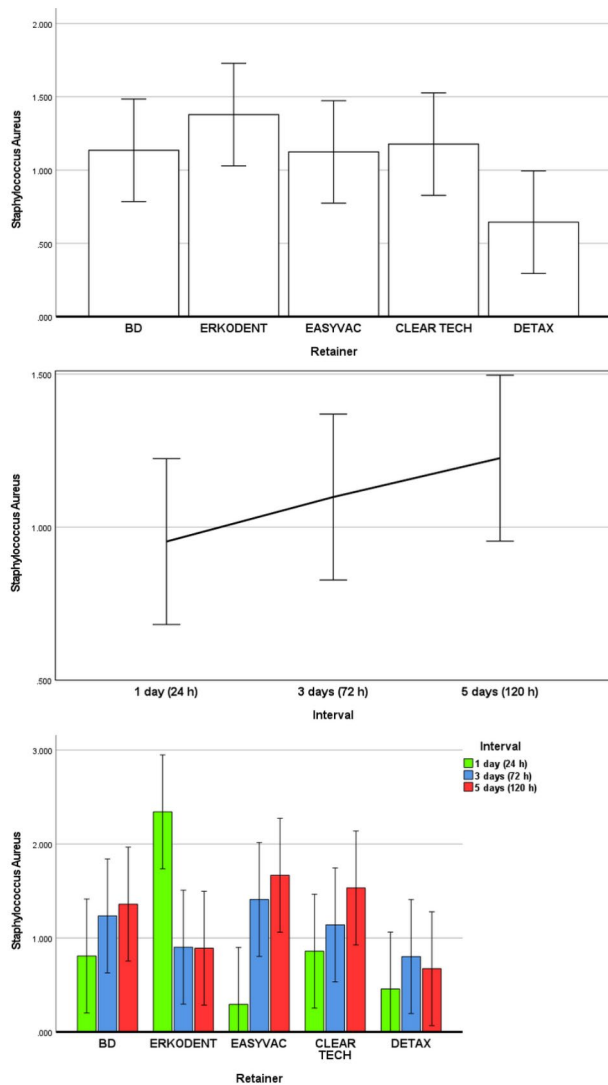 2.000
1.500
1.000
.500
.000
Staphylococcus Aureus
BD ERKODENT EASYVAC CLEAR TECH DETAX
Retainer
1.500
1.000
.500
Staphylococcus Aureus
1 day (24 h) 3 days (72 h) 5 days (120 h)
Interval
3.000
2.000
1.000
.000
Staphylococcus Aureus
Interval
1 day (24 h)
3 days (72 h)
5 days (120 h)
BD ERKODENT EASYVAC CLEAR DETAX
TECH
Retainer